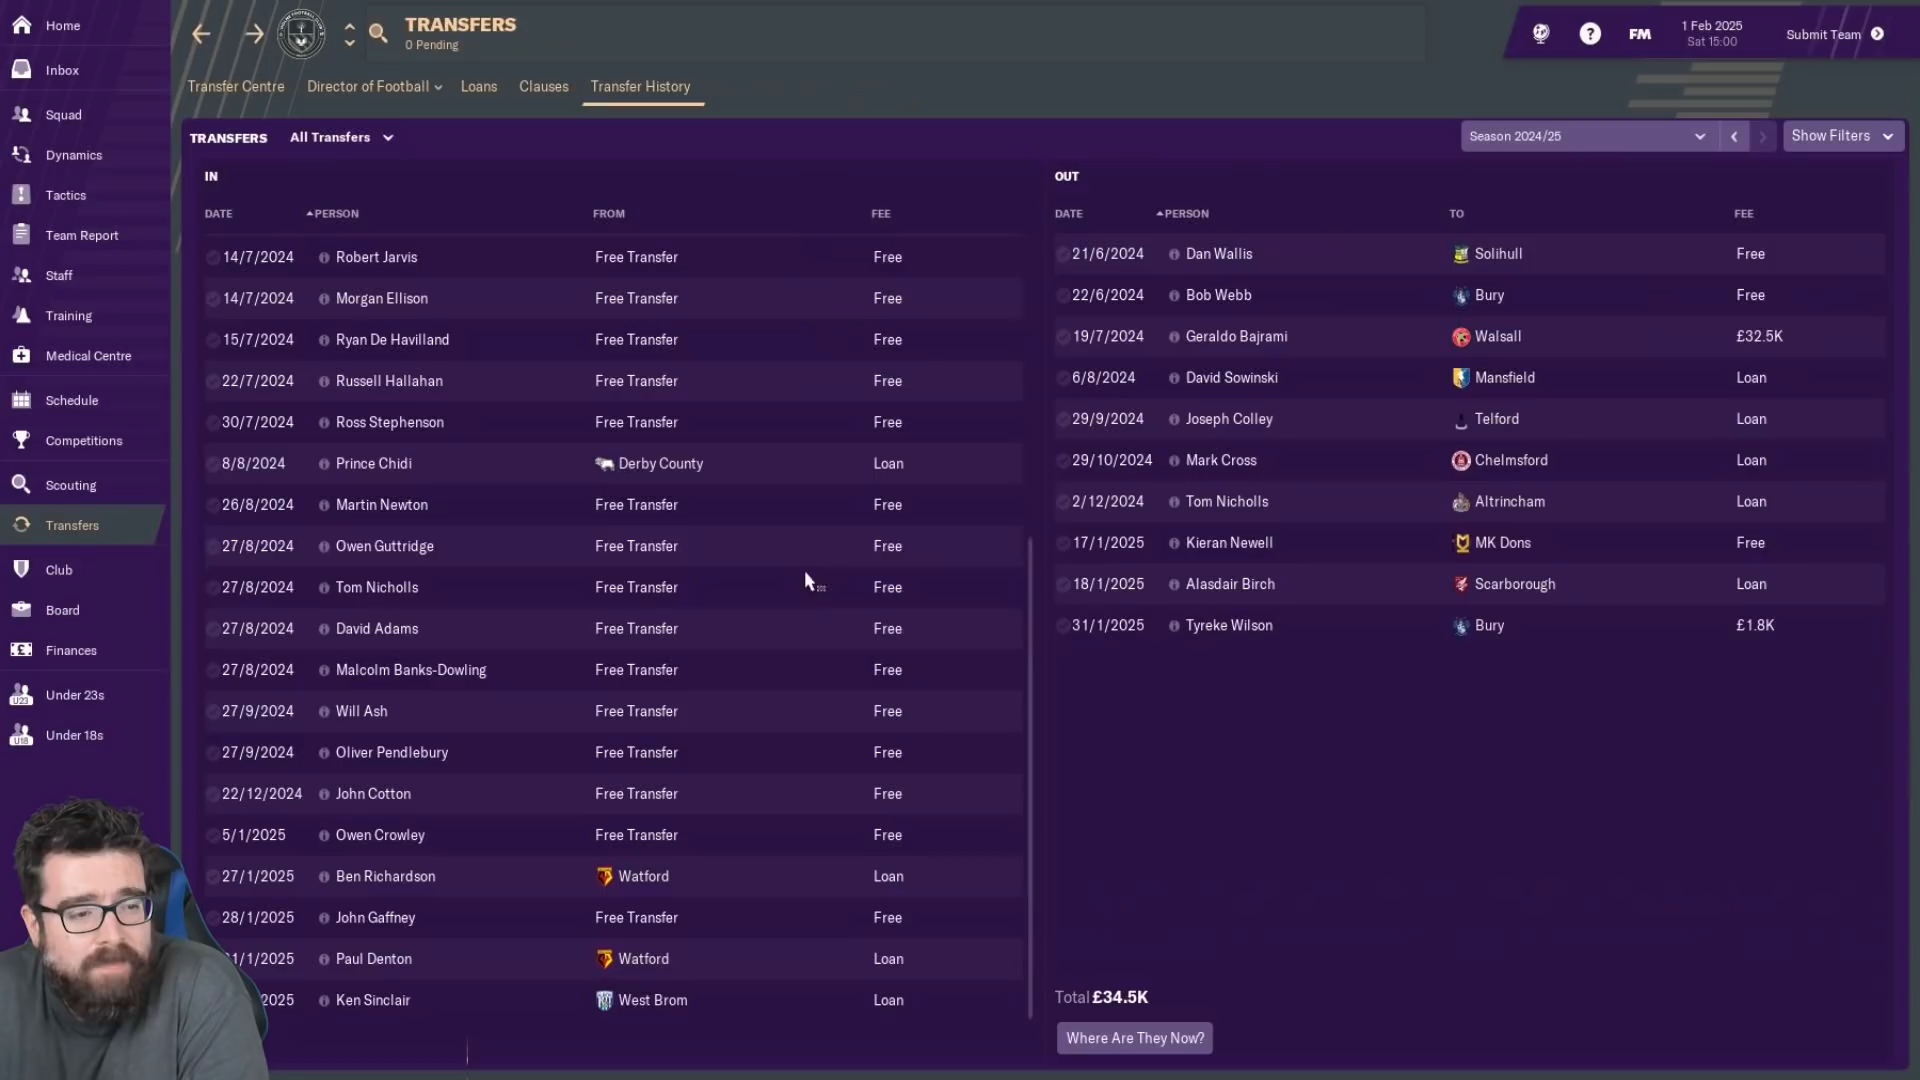 Home
Inbox
Squad
Dynamics
Tactics
Team Report
Staff
Training
Medical Centre
Schedule
Competitions
Scouting
Transfers
Club
Board
Finances
U23 Under 23s
U18 Under 18s
TRANSFERS
0 Pending
? FM 1 Feb 2025
Sat 15:00
Submit Team
Transfer Centre Director of Football Loans Clauses Transfer History
TRANSFERS All Transfers Season 2024/25 Show Filters
IN
DATE PERSON FROM FEE
14/7/2024 Robert Jarvis Free Transfer Free
14/7/2024 Morgan Ellison Free Transfer Free
15/7/2024 Ryan De Havilland Free Transfer Free
22/7/2024 Russell Hallahan Free Transfer Free
30/7/2024 Ross Stephenson Free Transfer Free
8/8/2024 Prince Chidi Derby County Loan
26/8/2024 Martin Newton Free Transfer Free
27/8/2024 Owen Guttridge Free Transfer Free
27/8/2024 Tom Nicholls Free Transfer Free
27/8/2024 David Adams Free Transfer Free
27/8/2024 Malcolm Banks-Dowling Free Transfer Free
27/9/2024 Will Ash Free Transfer Free
27/9/2024 Oliver Pendlebury Free Transfer Free
22/12/2024 John Cotton Free Transfer Free
5/1/2025 Owen Crowley Free Transfer Free
27/1/2025 Ben Richardson Watford Loan
28/1/2025 John Gaffney Free Transfer Free
1/1/2025 Paul Denton Watford Loan
2025 Ken Sinclair West Brom Loan
OUT
DATE PERSON TO FEE
21/6/2024 Dan Wallis Solihull Free
22/6/2024 Bob Webb Bury Free
19/7/2024 Geraldo Bajrami Walsall £32.5K
6/8/2024 David Sowinski Mansfield Loan
29/9/2024 Joseph Colley Telford Loan
29/10/2024 Mark Cross Chelmsford Loan
2/12/2024 Tom Nicholls Altrincham Loan
17/1/2025 Kieran Newell MK Dons Free
18/1/2025 Alasdair Birch Scarborough Loan
31/1/2025 Tyreke Wilson Bury £1.8K
Total £34.5K
Where Are They Now?